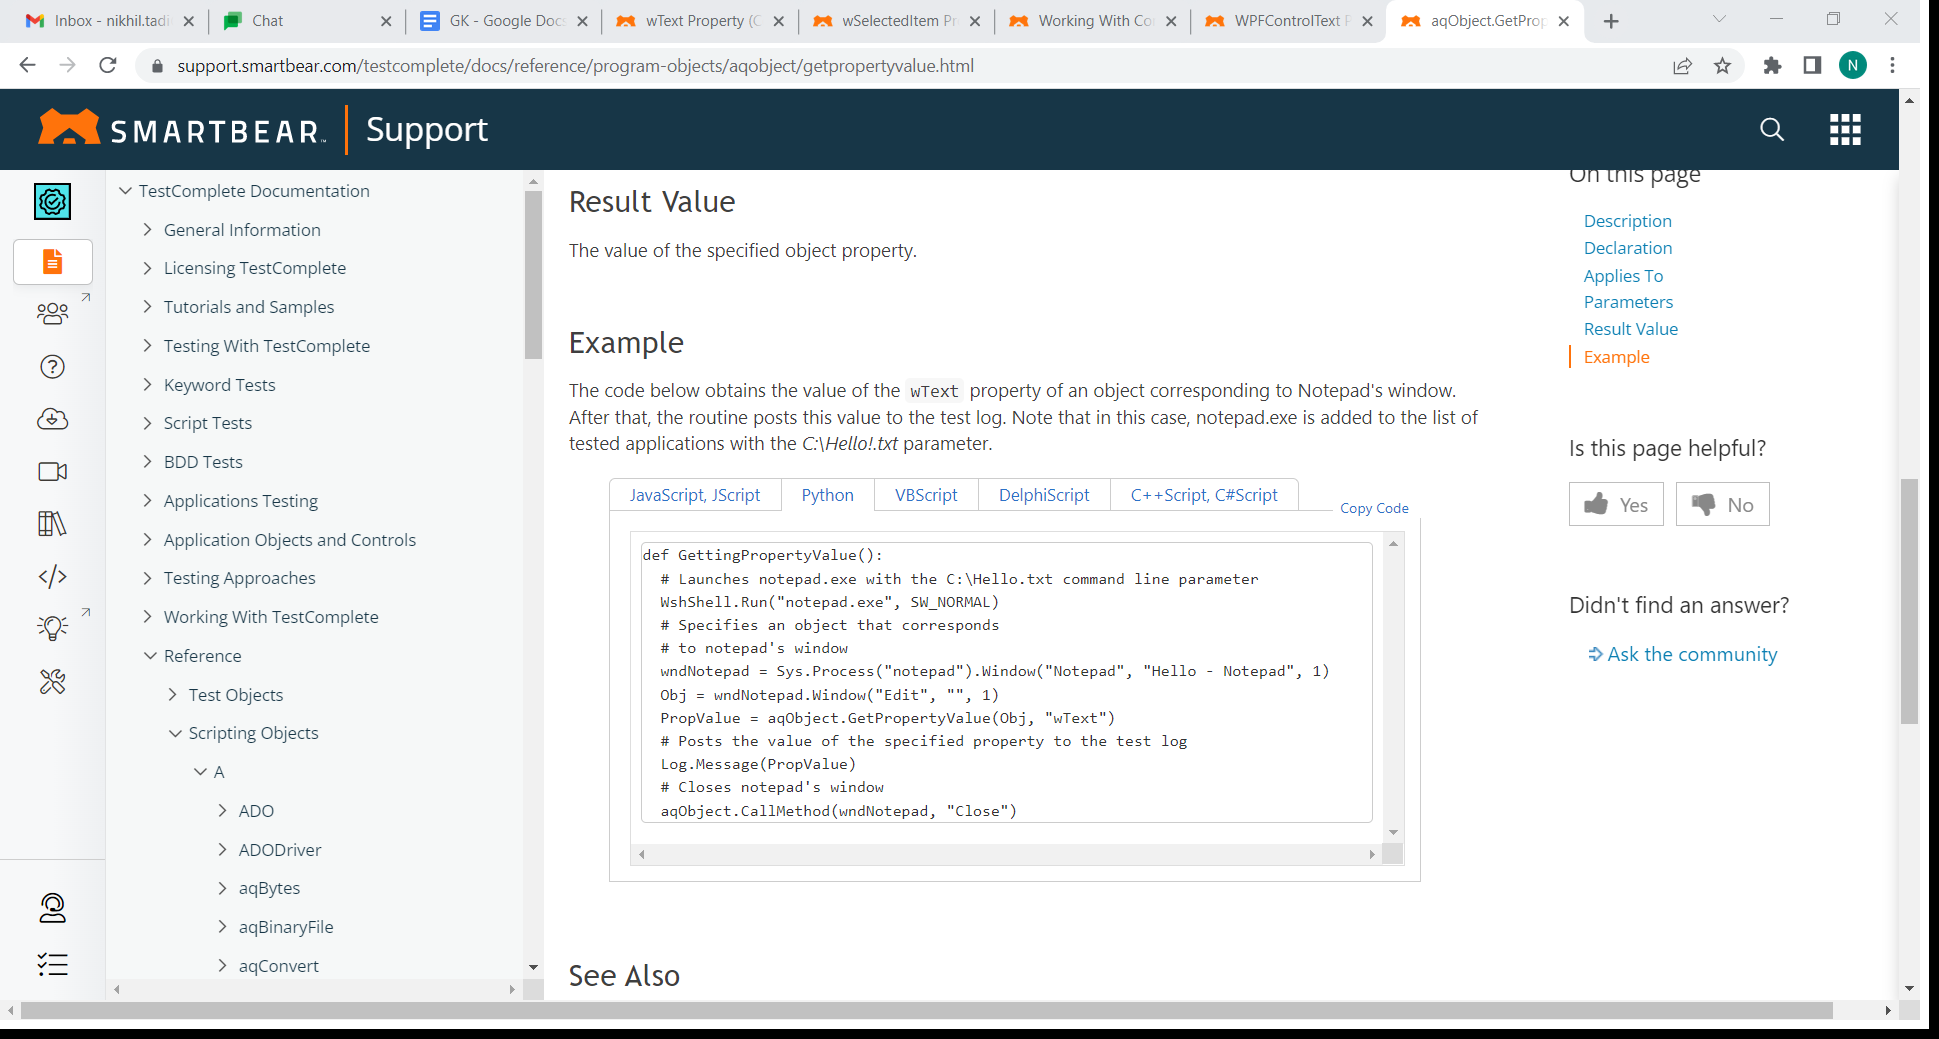 Inbox - nikhil.tadi
Chat
GK - Google Docs
wText Property (C
wSelectedItem Pr
Working With Co
WPFControlText P
aqObject.GetProp
support.smartbear.com/testcomplete/docs/reference/program-objects/aqobject/getpropertyvalue.html
N
SMARTBEAR
Support
TestComplete Documentation
General Information
Licensing TestComplete
Tutorials and Samples
Testing With TestComplete
Keyword Tests
Script Tests
BDD Tests
Applications Testing
Application Objects and Controls
Testing Approaches
Working With TestComplete
Reference
Test Objects
Scripting Objects
A
ADO
ADODriver
aqBytes
aqBinaryFile
aqConvert
Result Value
The value of the specified object property.
Example
The code below obtains the value of the wText property of an object corresponding to Notepad's window.
After that, the routine posts this value to the test log. Note that in this case, notepad.exe is added to the list of
tested applications with the C:\Hello!.txt parameter.
JavaScript, JScript
Python
VBScript
DelphiScript
C++Script, C#Script
Copy Code
def GettingPropertyValue():
# Launches notepad.exe with the C:\Hello.txt command line parameter
WshShell.Run("notepad.exe", SW_NORMAL)
# Specifies an object that corresponds
# to notepad's window
wndNotepad = Sys.Process("notepad").Window("Notepad", "Hello - Notepad", 1)
Obj = wndNotepad.Window("Edit", "", 1)
PropValue = aqObject.GetPropertyValue(Obj, "wText")
# Posts the value of the specified property to the test log
Log.Message(PropValue)
# Closes notepad's window
aqObject.CallMethod(wndNotepad, "Close")
See Also
On this page
Description
Declaration
Applies To
Parameters
Result Value
Example
Is this page helpful?
Yes
No
Didn't find an answer?
Ask the community